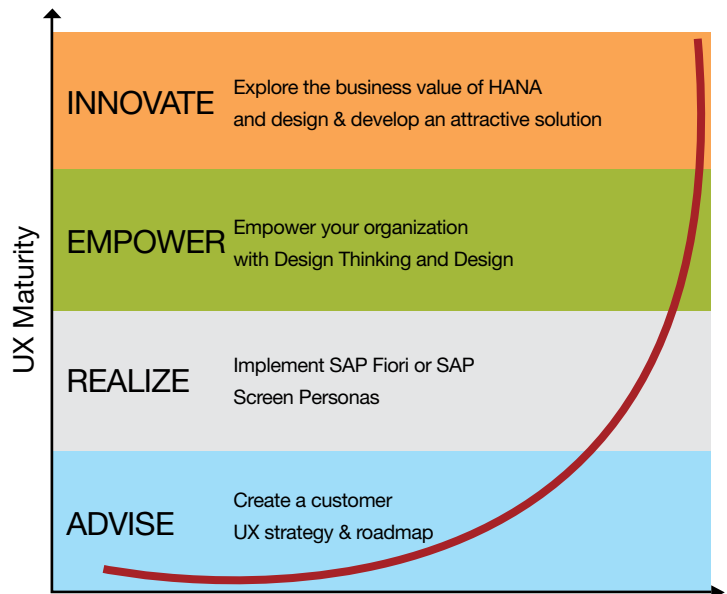 UX Maturity
INNOVATE
Explore the business value of HANA
and design & develop an attractive solution
EMPOWER
Empower your organization
with Design Thinking and Design
REALIZE
Implement SAP Fiori or SAP
Screen Personas
ADVISE
Create a customer
UX strategy & roadmap